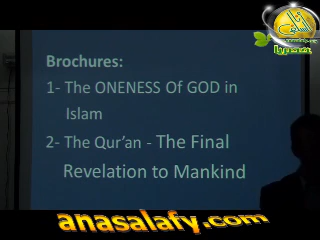 Brochures:
1- The ONENESS Of GOD in
Islam
2- The Qur'an - The Final
Revelation to Mankind
anasalafy.com